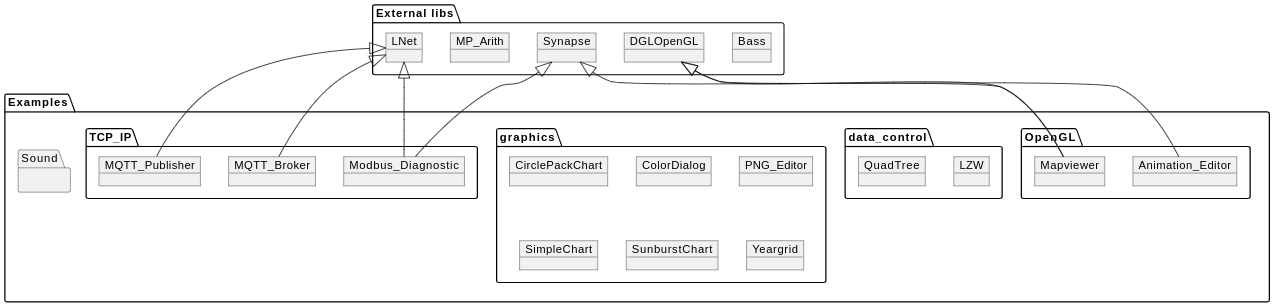 External libs
LNet
MP_Arith
Synapse
DGLOpenGL
Bass
Examples
Sound
TCP_IP
MQTT_Publisher
MQTT_Broker
Modbus_Diagnostic
graphics
CirclePackChart
ColorDialog
PNG_Editor
SimpleChart
SunburstChart
Yeargrid
data_control
QuadTree
LZW
OpenGL
Mapviewer
Animation_Editor